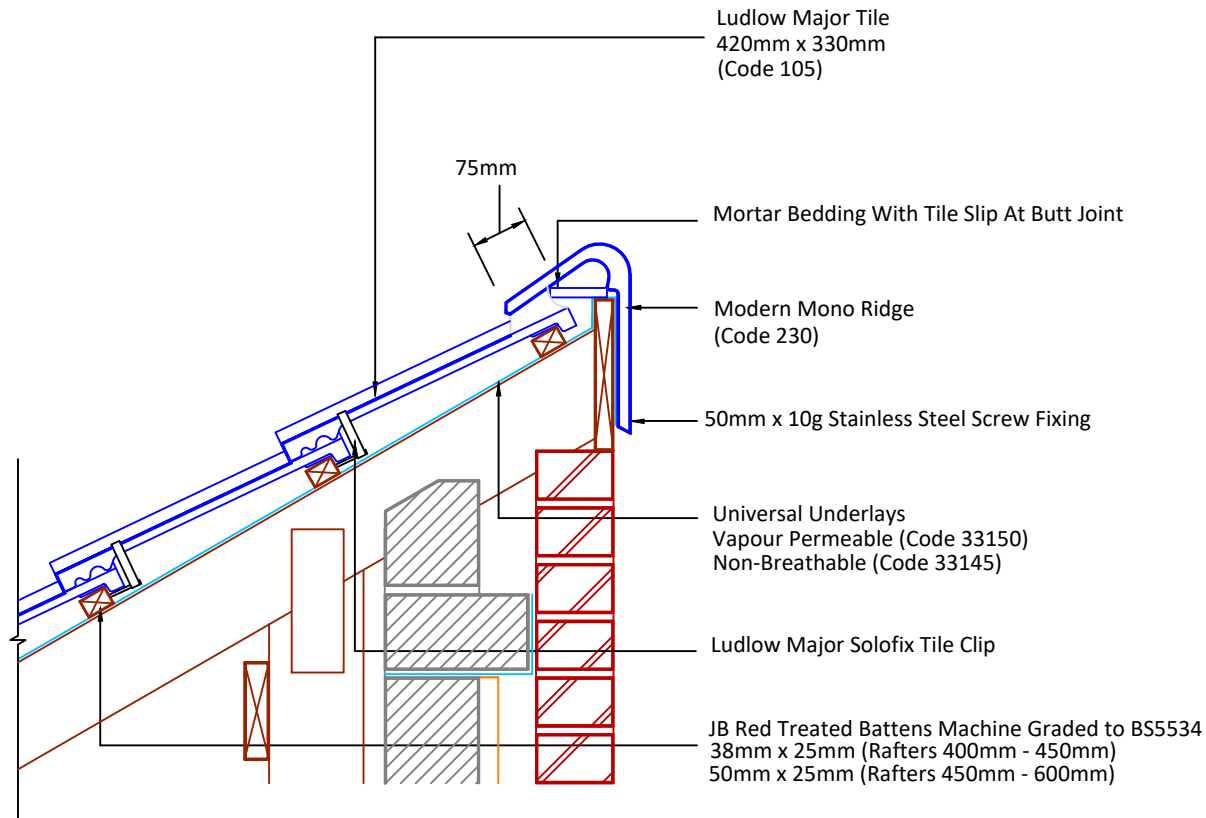 Ludlow Major Tile
420mm x 330mm
(Code 105)
75mm
Mortar Bedding With Tile Slip At Butt Joint
Modern Mono Ridge
(Code 230)
50mm x 10g Stainless Steel Screw Fixing
Universal Underlays
Vapour Permeable (Code 33150)
Non-Breathable (Code 33145)
Ludlow Major Solofix Tile Clip
JB Red Treated Battens Machine Graded to BS5534
38mm x 25mm (Rafters 400mm - 450mm)
50mm x 25mm (Rafters 450mm - 600mm)